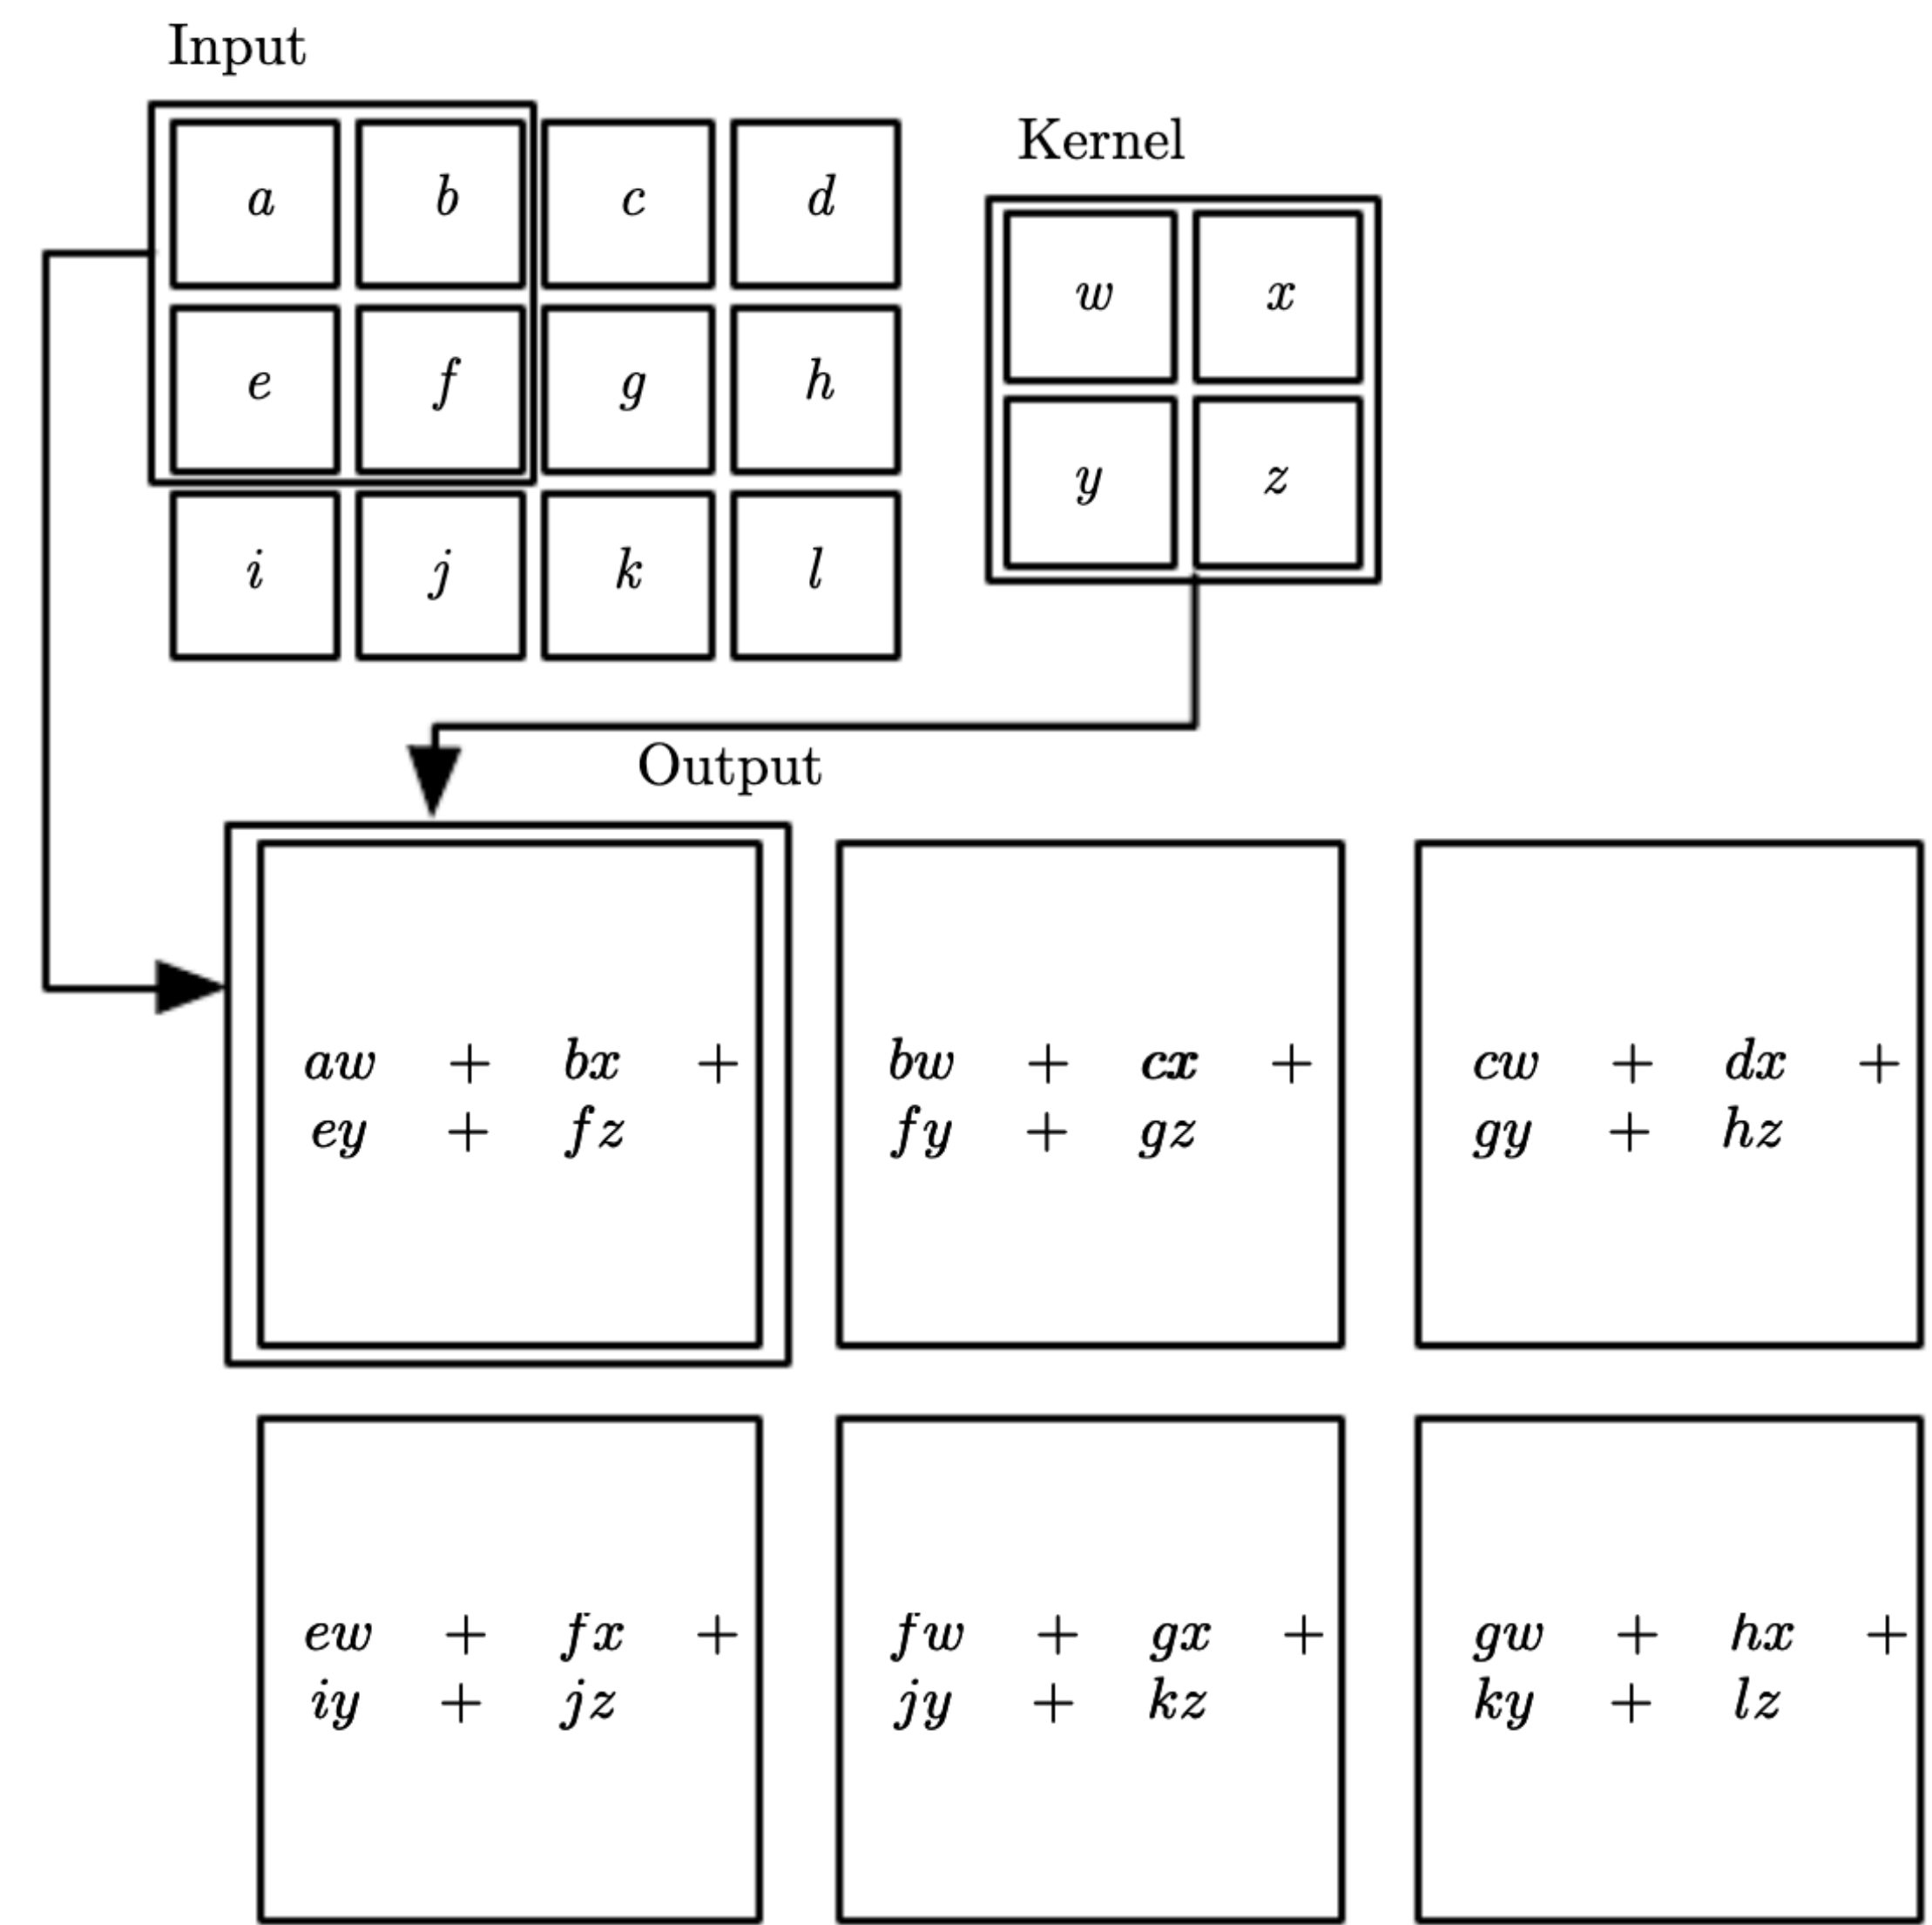 Input
a b c d
e f g h
i j k l
Kernel
w x
y z
Output
aw + bx +
ey + fz
bw + cx +
fy + gz
cw + dx +
gy + hz
ew + fx +
iy + jz
fw + gx +
jy + kz
gw + hx +
ky + lz